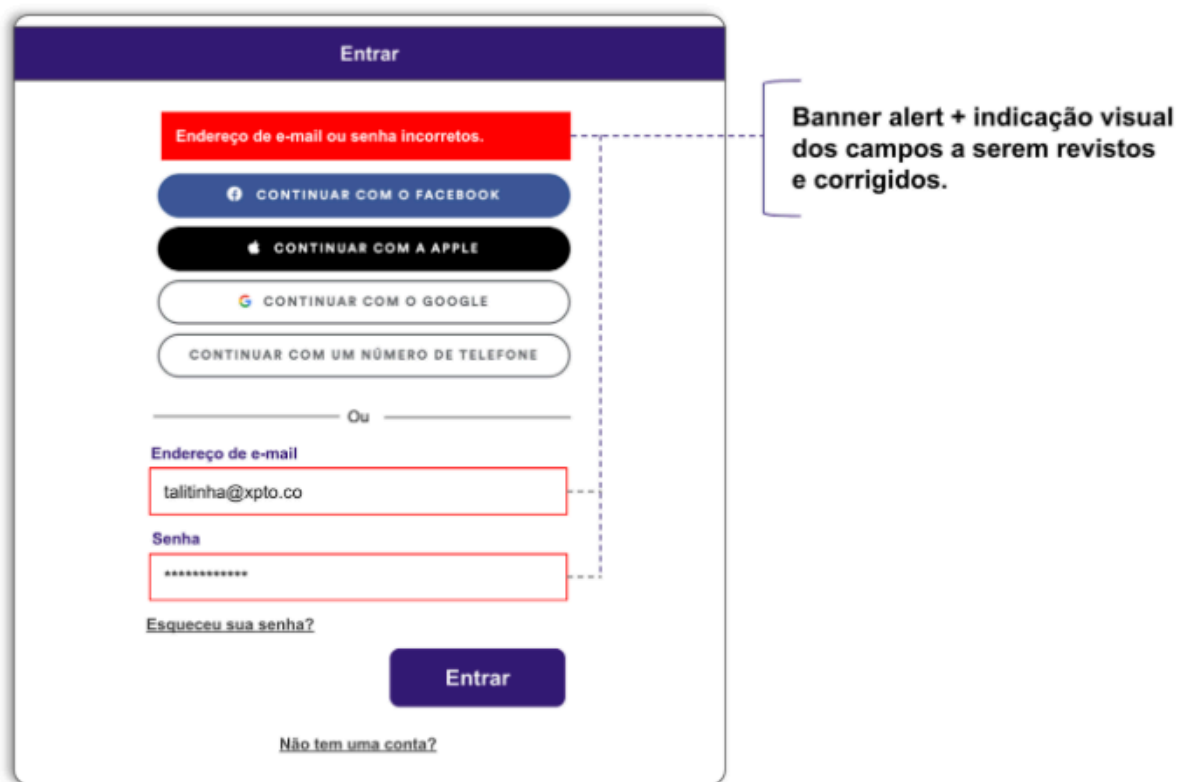 Entrar
Endereço de e-mail ou senha incorretos.
CONTINUAR COM O FACEBOOK
CONTINUAR COM A APPLE
CONTINUAR COM O GOOGLE
CONTINUAR COM UM NÚMERO DE TELEFONE
Ou
Endereço de e-mail
talitinha@xpto.co
Senha
************
Esqueceu sua senha?
Entrar
Não tem uma conta?
Banner alert + indicação visual
dos campos a serem revistos
e corrigidos.